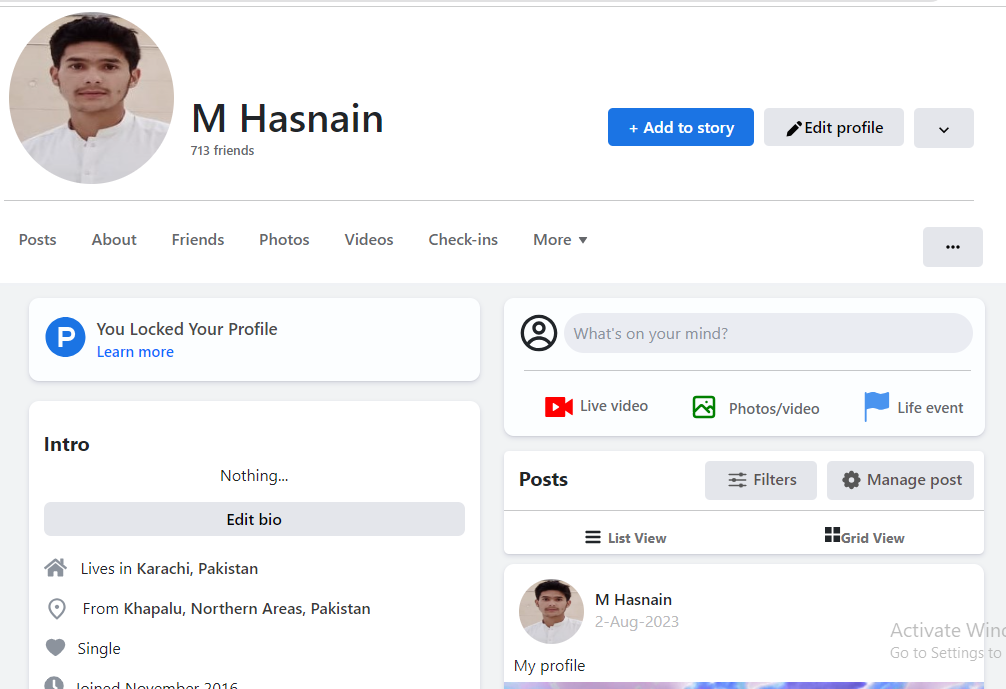 M Hasnain
713 friends
+ Add to story
Edit profile
Posts
About
Friends
Photos
Videos
Check-ins
More ▼
P
You Locked Your Profile
Learn more
Intro
Nothing...
Edit bio
Lives in Karachi, Pakistan
From Khapalu, Northern Areas, Pakistan
Single
Joined November 2016
What's on your mind?
Live video
Photos/video
Life event
Posts
Filters
Manage post
List View
Grid View
M Hasnain
2-Aug-2023
My profile
Activate Wind
Go to Settings to